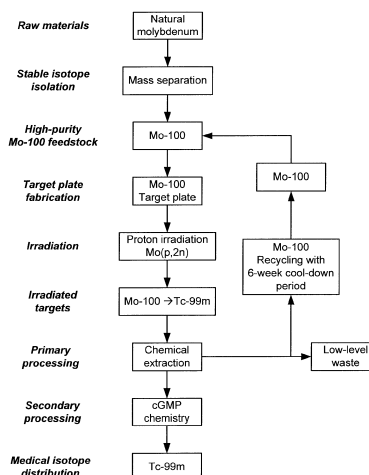 Raw materials
Natural
molybdenum
Stable isotope
isolation
Mass separation
High-purity
Mo-100 feedstock
Mo-100
Mo-100
Target plate
fabrication
Mo-100
Target plate
Irradiation
Proton irradiation
Mo(p,2n)
Mo-100
Recycling with
6-week cool-down
period
Irradiated
targets
Mo-100 →Tc-99m
Primary
processing
Chemical
extraction
Low-level
waste
Secondary
processing
cGMP
chemistry
Medical isotope
distribution
Tc-99m